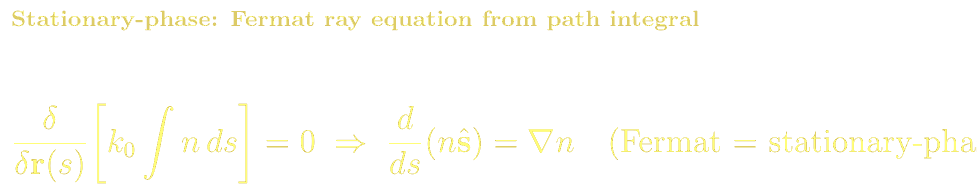 Stationary-phase: Fermat ray equation from path integral
δ/δr(s) [k₀ ∫ n ds] = 0 ⇒ d/ds (nŝ) = ∇n (Fermat = stationary-pha